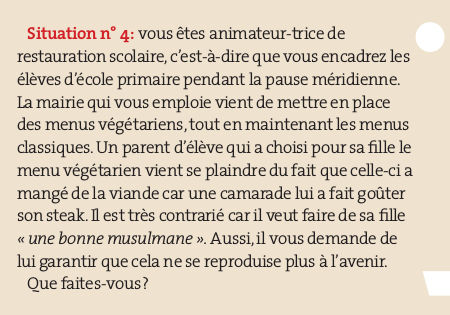 Situation n° 4: vous êtes animateur-trice de
restauration scolaire, c’est-à-dire que vous encadrez les
élèves d’école primaire pendant la pause méridienne.
La mairie qui vous emploie vient de mettre en place
des menus végétariens, tout en maintenant les menus
classiques. Un parent d’élève qui a choisi pour sa fille le
menu végétarien vient se plaindre du fait que celle-ci a
mangé de la viande car une camarade lui a fait goûter
son steak. Il est très contrarié car il veut faire de sa fille
« une bonne musulmane ». Aussi, il vous demande de
lui garantir que cela ne se reproduise plus à l’avenir.
Que faites-vous?